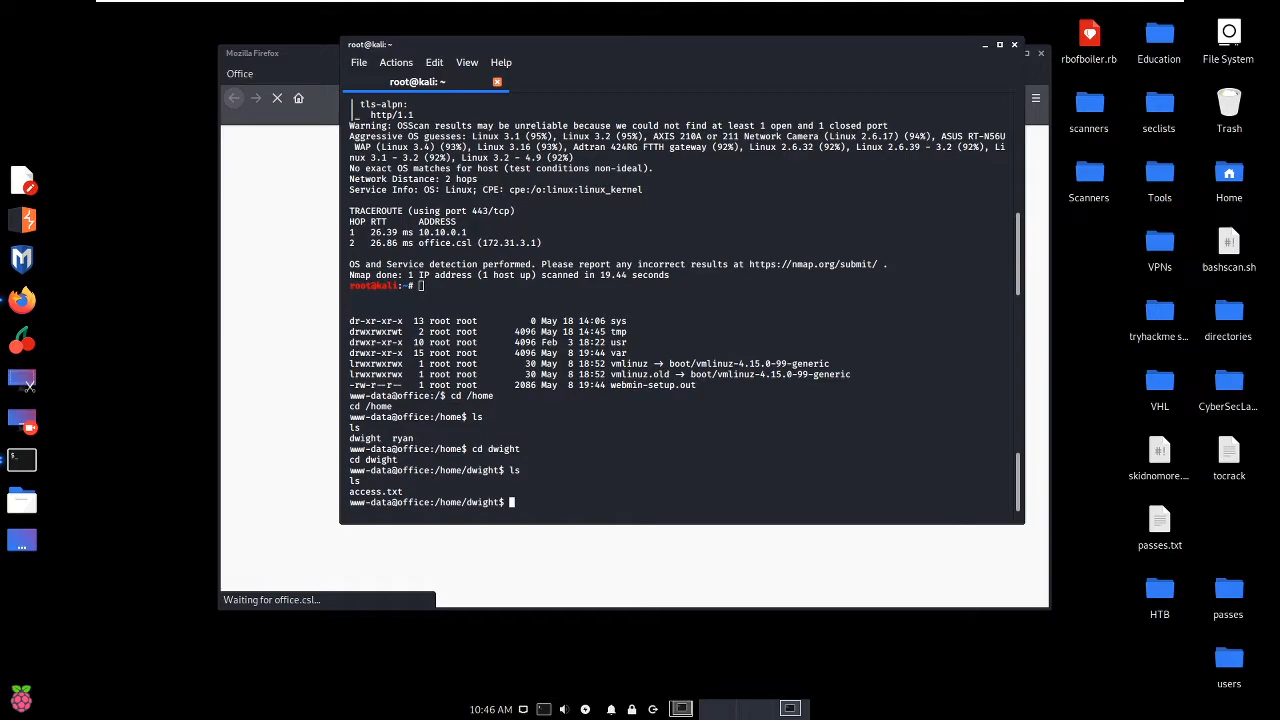 Mozilla Firefox
Office
root@kali: ~
File Actions Edit View Help
root@kali: ~
| tls-alpn:
|_ http/1.1
Warning: OSScan results may be unreliable because we could not find at least 1 open and 1 closed port
Aggressive OS guesses: Linux 3.1 (95%), Linux 3.2 (95%), AXIS 210A or 211 Network Camera (Linux 2.6.17) (94%), ASUS RT-N56U
WAP (Linux 3.4) (93%), Linux 3.16 (93%), Adtran 424RG FTTH gateway (92%), Linux 2.6.32 (92%), Linux 2.6.39 - 3.2 (92%), Li
nux 3.1 - 3.2 (92%), Linux 3.2 - 4.9 (92%)
No exact OS matches for host (test conditions non-ideal).
Network Distance: 2 hops
Service Info: OS: Linux; CPE: cpe:/o:linux:linux_kernel
TRACEROUTE (using port 443/tcp)
HOP RTT ADDRESS
1 26.39 ms 10.10.0.1
2 26.86 ms office.csl (172.31.3.1)
OS and Service detection performed. Please report any incorrect results at https://nmap.org/submit/ .
Nmap done: 1 IP address (1 host up) scanned in 19.44 seconds
root@kali:~#
dr-xr-xr-x 13 root root 0 May 18 14:06 sys
drwxrwxrwt 2 root root 4096 May 18 14:45 tmp
drwxr-xr-x 10 root root 4096 Feb 3 18:22 usr
drwxr-xr-x 15 root root 4096 May 8 19:44 var
lrwxrwxrwx 1 root root 30 May 8 18:52 vmlinuz → boot/vmlinuz-4.15.0-99-generic
lrwxrwxrwx 1 root root 30 May 8 18:52 vmlinuz.old → boot/vmlinuz-4.15.0-99-generic
-rw-r--r-- 1 root root 2086 May 8 19:44 webmin-setup.out
www-data@office:/$ cd /home
cd /home
www-data@office:/home$ ls
ls
dwight ryan
www-data@office:/home$ cd dwight
cd dwight
www-data@office:/home/dwight$ ls
ls
access.txt
www-data@office:/home/dwight$
Waiting for office.csl...
rbofboiler.rb
Education
File System
scanners
seclists
Trash
Scanners
Tools
Home
VPNs
bashscan.sh
tryhackme s...
directories
VHL
CyberSecLa...
skidnomore....
tocrack
passes.txt
HTB
passes
users
10:46 AM